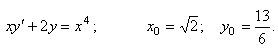 xy′ + 2y = x⁴;    x₀ = √2;  y₀ = 13/6.